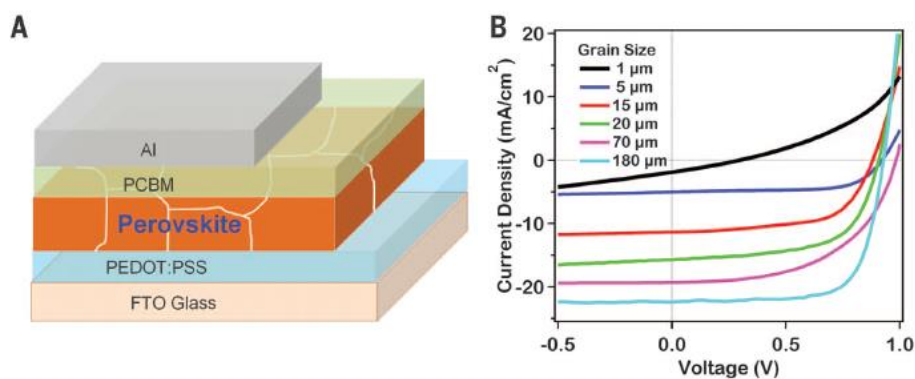 A
Al
PCBM
Perovskite
PEDOT:PSS
FTO Glass
B
Current Density (mA/cm²)
20
10
0
-10
-20
Grain Size
1 µm
5 µm
15 µm
20 µm
70 µm
180 µm
-0.5
0.0
0.5
1.0
Voltage (V)